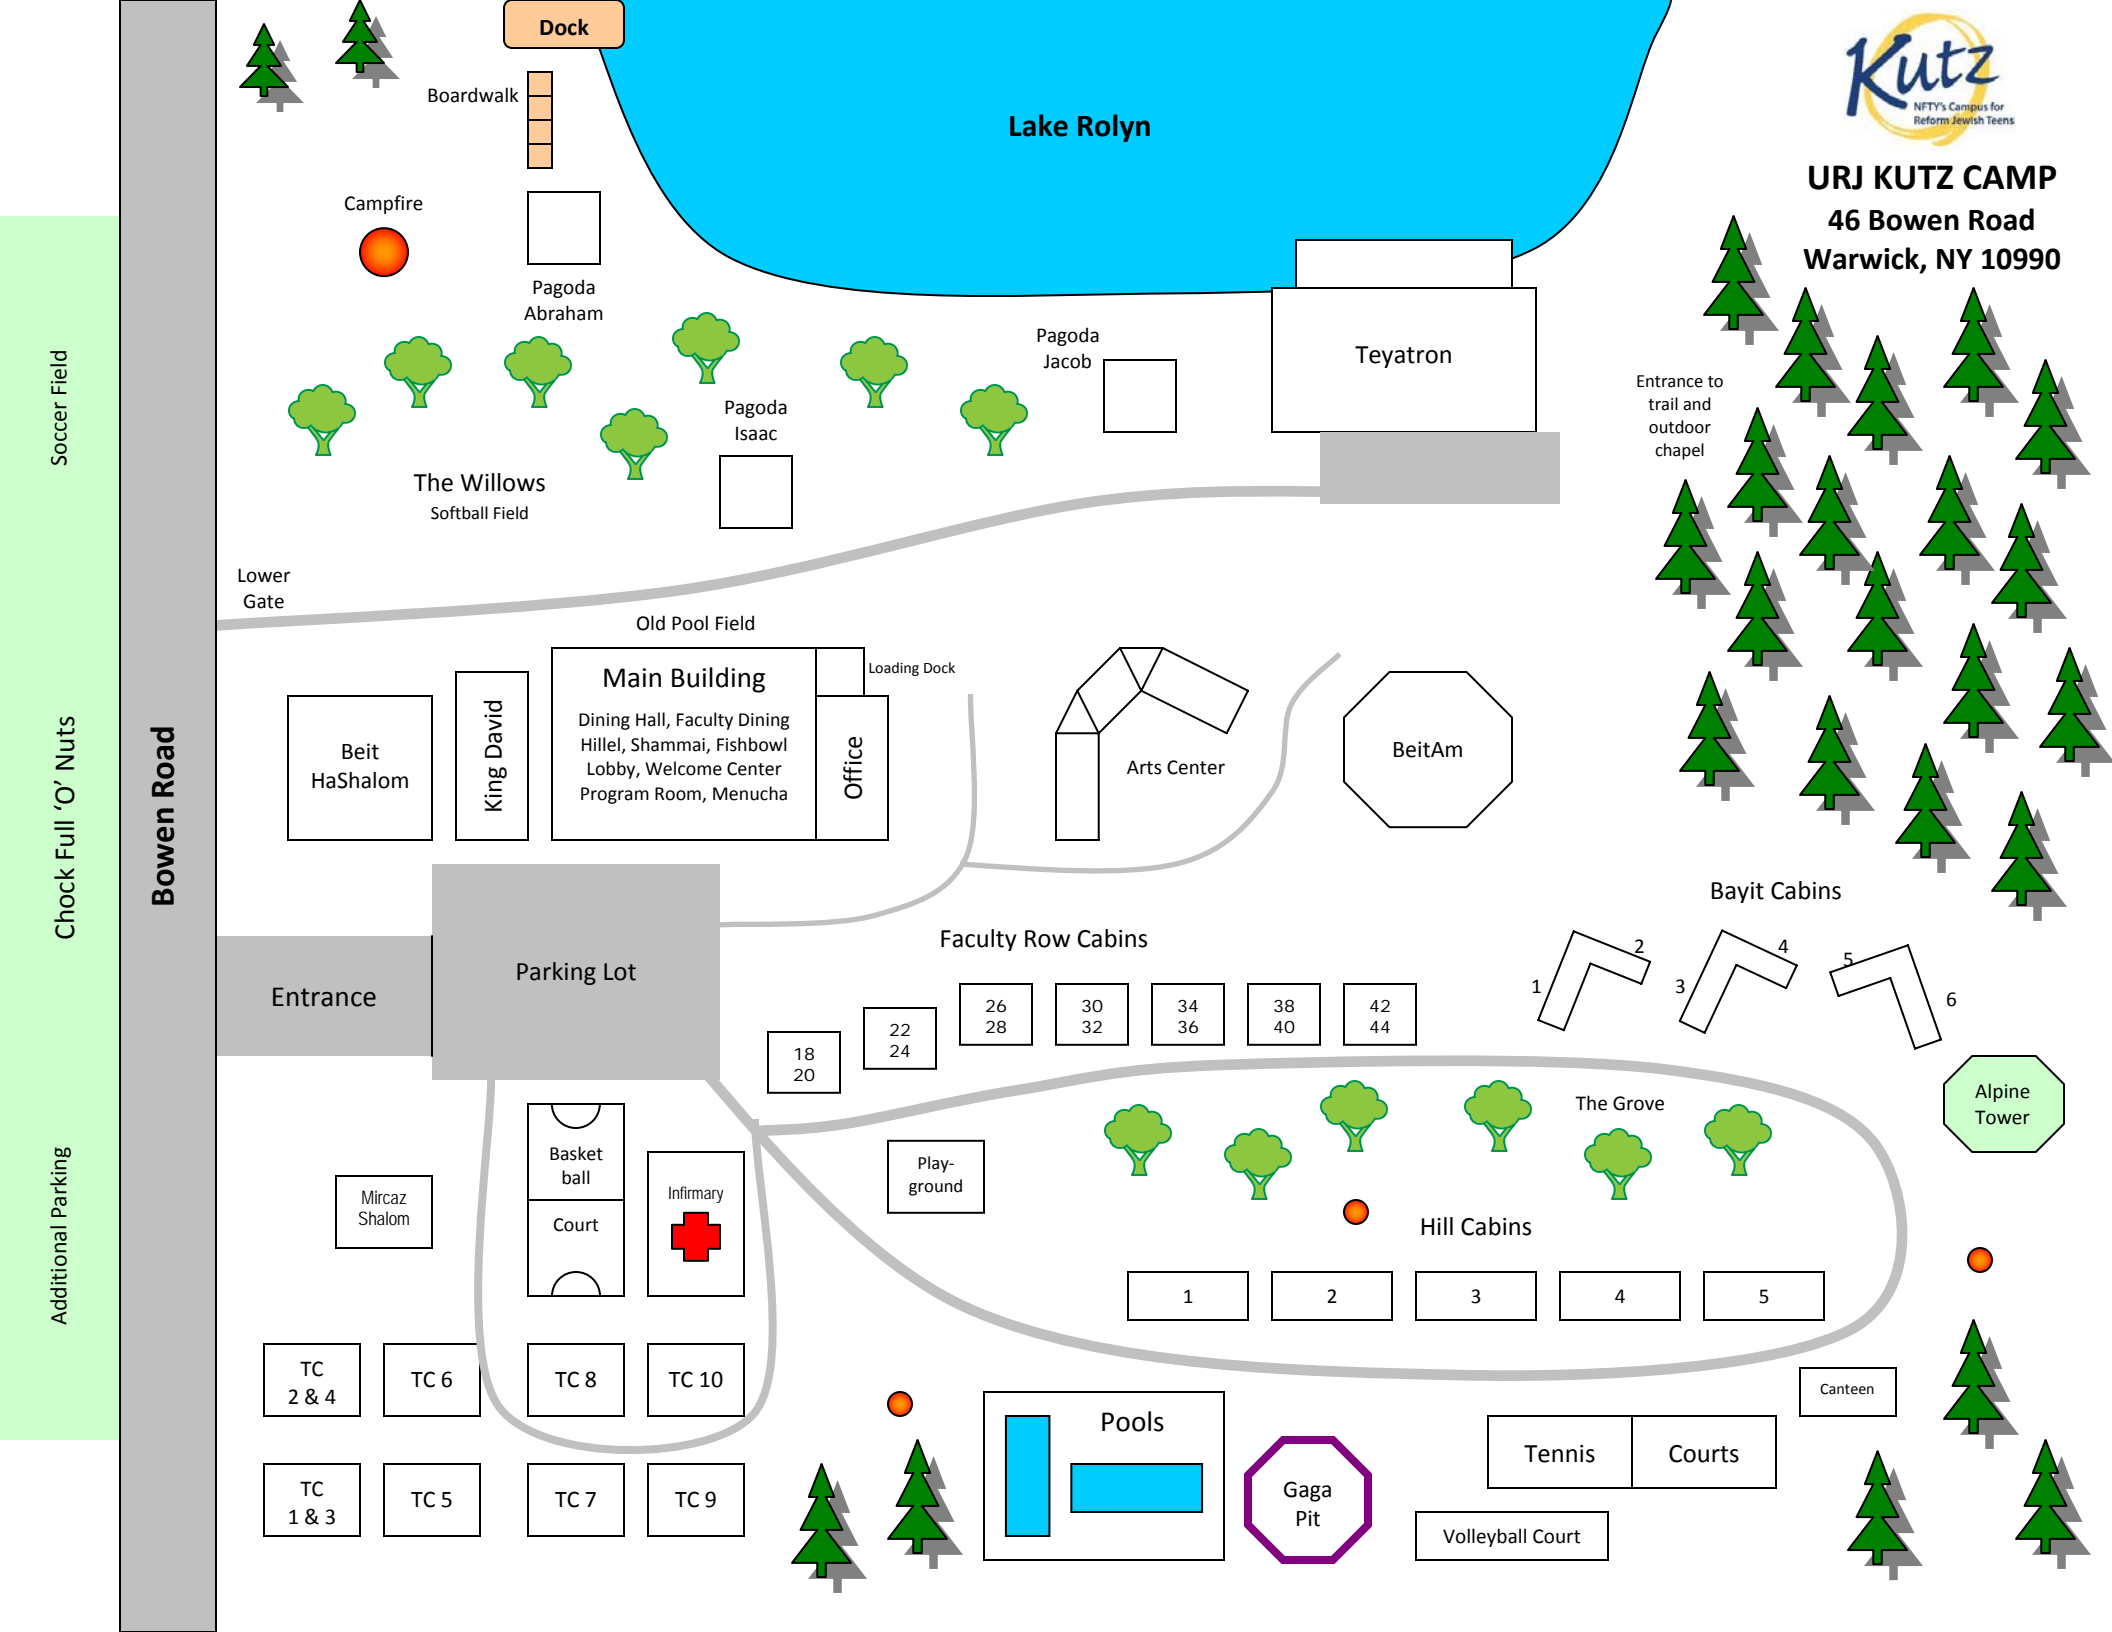 Dock
Boardwalk
Lake Rolyn
Kutz
NFTY's Campus for
Reform Jewish Teens
URJ KUTZ CAMP
46 Bowen Road
Warwick, NY 10990
Campfire
Pagoda
Abraham
Pagoda
Jacob
Teyatron
Entrance to
trail and
outdoor
chapel
Pagoda
Isaac
The Willows
Softball Field
Soccer Field
Lower
Gate
Old Pool Field
Loading Dock
Main Building
Dining Hall, Faculty Dining
Hillel, Shammai, Fishbowl
Lobby, Welcome Center
Program Room, Menucha
Office
King David
Beit
HaShalom
Arts Center
BeitAm
Chock Full 'O' Nuts
Bowen Road
Bayit Cabins
1
2
3
4
5
6
Faculty Row Cabins
Parking Lot
Entrance
18
20
22
24
26
28
30
32
34
36
38
40
42
44
Alpine
Tower
The Grove
Play-
ground
Basket
ball
Court
Infirmary
Mircaz
Shalom
Additional Parking
Hill Cabins
1
2
3
4
5
TC
2 & 4
TC 6
TC 8
TC 10
Canteen
Pools
Tennis
Courts
Gaga
Pit
Volleyball Court
TC
1 & 3
TC 5
TC 7
TC 9